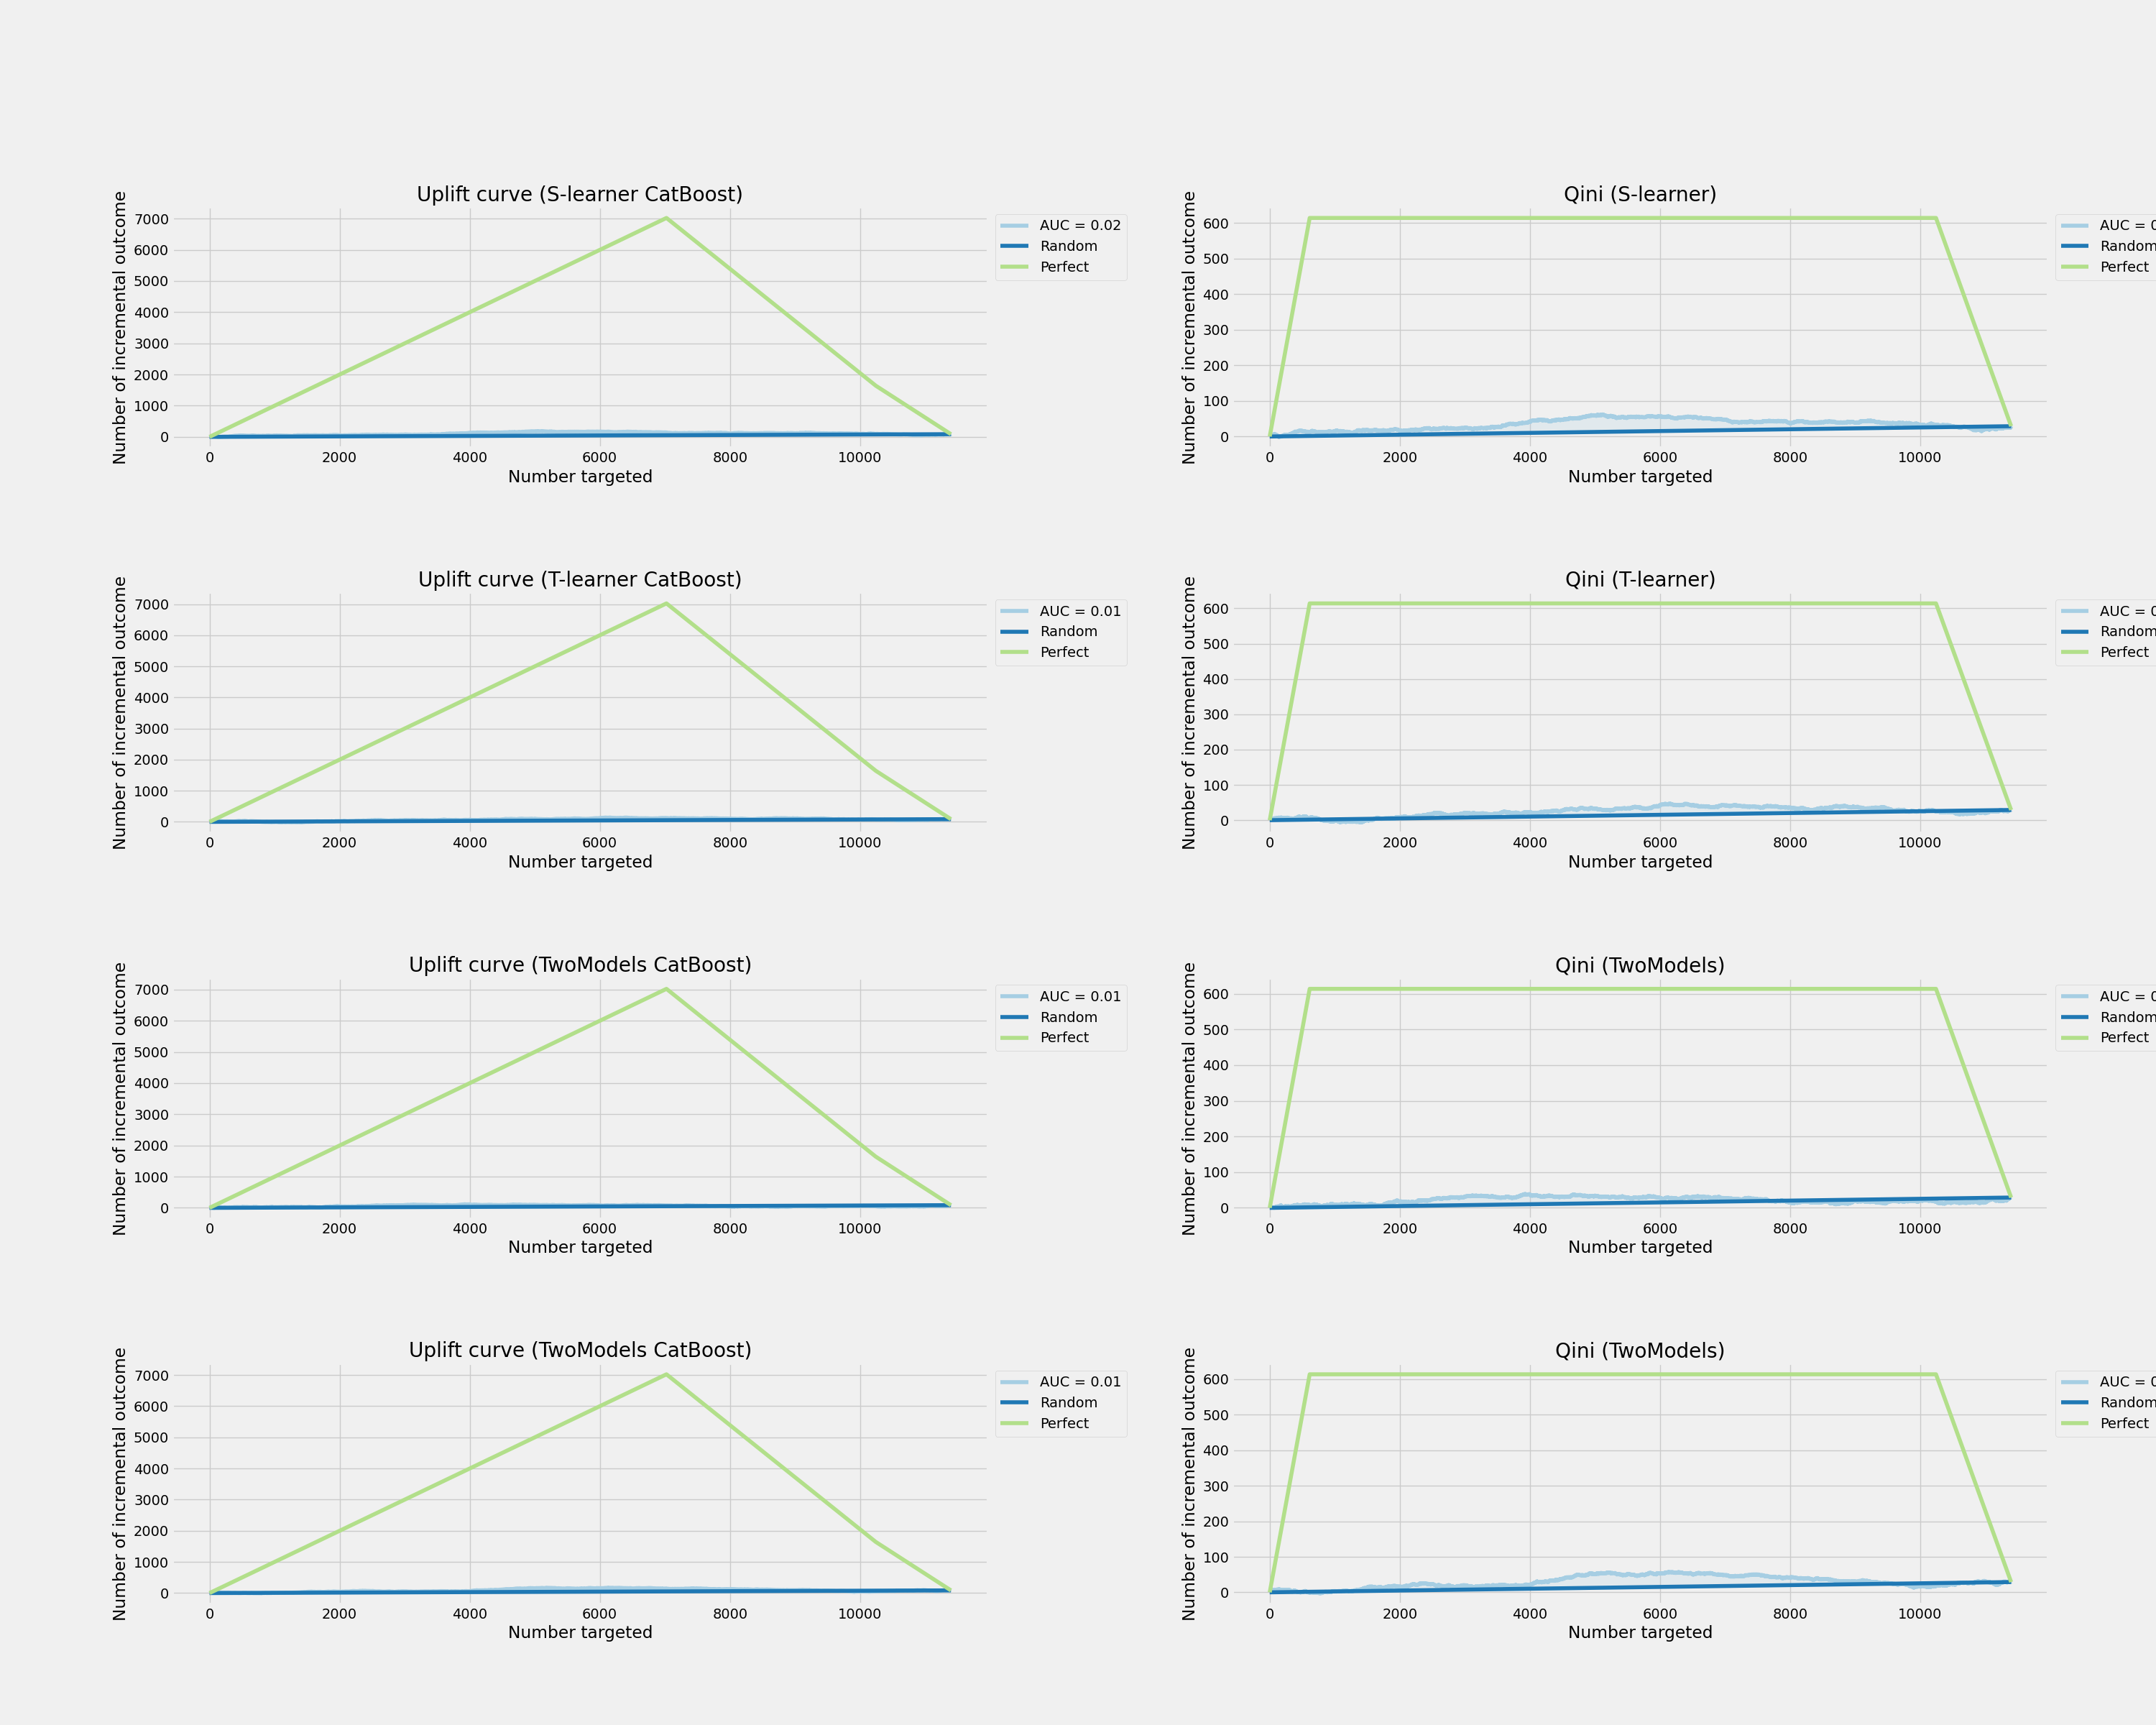 Uplift curve (S-learner CatBoost)
Number of incremental outcome
7000
6000
5000
4000
3000
2000
1000
0
0 2000 4000 6000 8000 10000
Number targeted
AUC = 0.02
Random
Perfect
Qini (S-learner)
Number of incremental outcome
600
500
400
300
200
100
0
0 2000 4000 6000 8000 10000
Number targeted
AUC = 0
Random
Perfect
Uplift curve (T-learner CatBoost)
Number of incremental outcome
7000
6000
5000
4000
3000
2000
1000
0
0 2000 4000 6000 8000 10000
Number targeted
AUC = 0.01
Random
Perfect
Qini (T-learner)
Number of incremental outcome
600
500
400
300
200
100
0
0 2000 4000 6000 8000 10000
Number targeted
AUC = 0
Random
Perfect
Uplift curve (TwoModels CatBoost)
Number of incremental outcome
7000
6000
5000
4000
3000
2000
1000
0
0 2000 4000 6000 8000 10000
Number targeted
AUC = 0.01
Random
Perfect
Qini (TwoModels)
Number of incremental outcome
600
500
400
300
200
100
0
0 2000 4000 6000 8000 10000
Number targeted
AUC = 0
Random
Perfect
Uplift curve (TwoModels CatBoost)
Number of incremental outcome
7000
6000
5000
4000
3000
2000
1000
0
0 2000 4000 6000 8000 10000
Number targeted
AUC = 0.01
Random
Perfect
Qini (TwoModels)
Number of incremental outcome
600
500
400
300
200
100
0
0 2000 4000 6000 8000 10000
Number targeted
AUC = 0
Random
Perfect